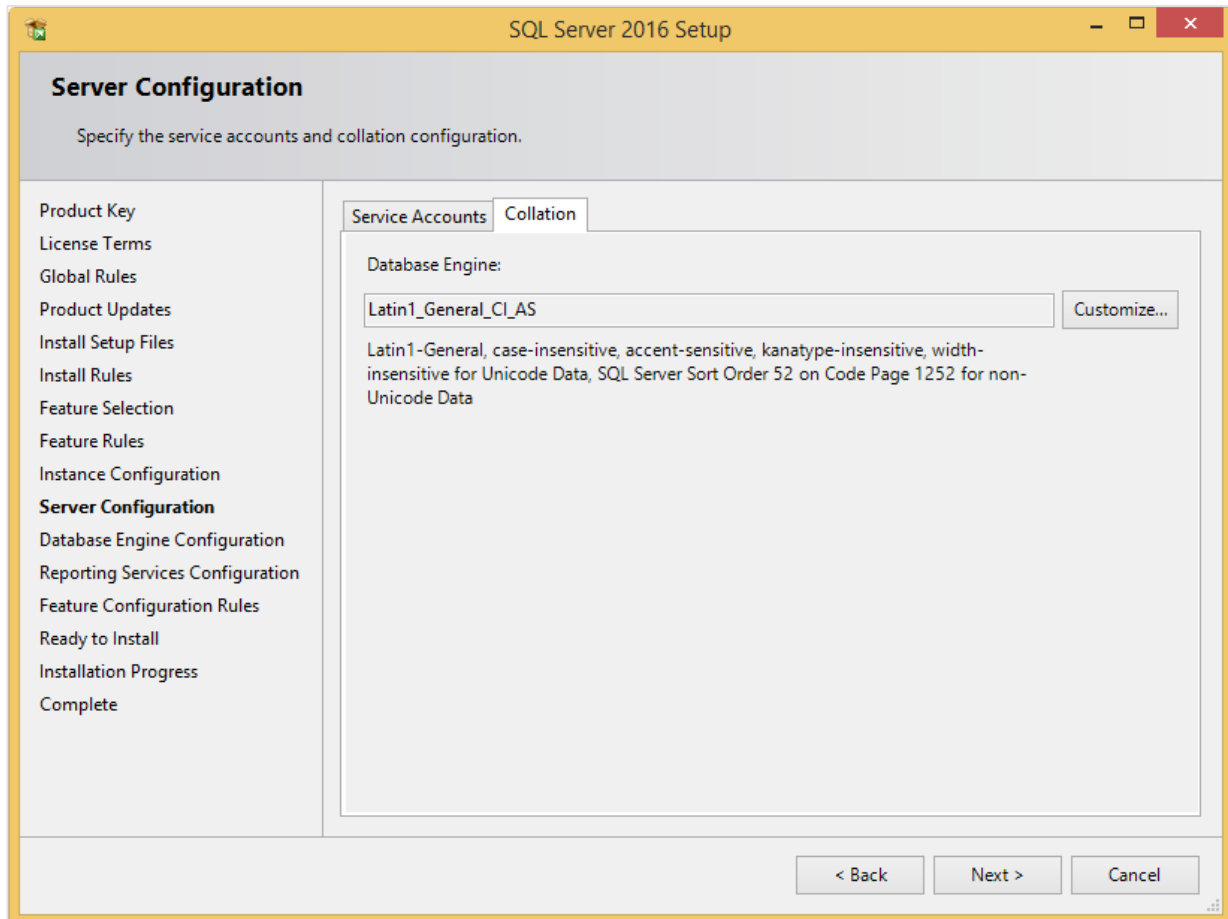 SQL Server 2016 Setup
Server Configuration
Specify the service accounts and collation configuration.
Product Key
License Terms
Global Rules
Product Updates
Install Setup Files
Install Rules
Feature Selection
Feature Rules
Instance Configuration
Server Configuration
Database Engine Configuration
Reporting Services Configuration
Feature Configuration Rules
Ready to Install
Installation Progress
Complete
Service Accounts Collation
Database Engine:
Latin1_General_CI_AS Customize...
Latin1-General, case-insensitive, accent-sensitive, kanatype-insensitive, width-
insensitive for Unicode Data, SQL Server Sort Order 52 on Code Page 1252 for non-
Unicode Data
< Back Next > Cancel